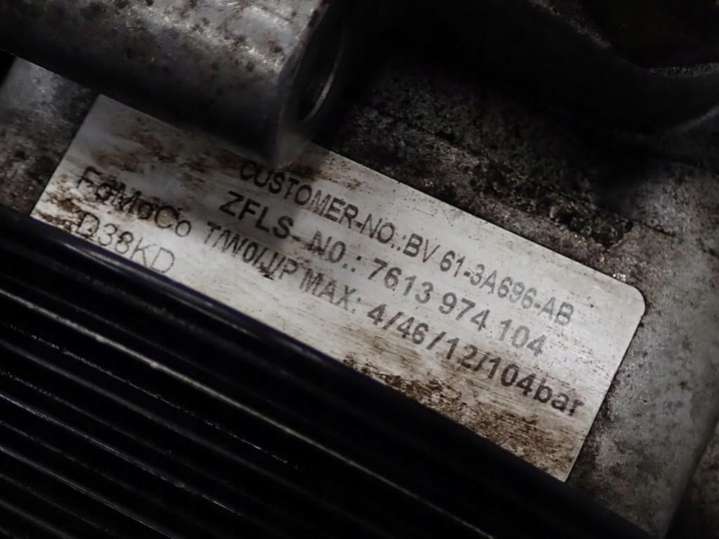 CUSTOMER-NO.:BV 61-3A696-AB
ZFLS-NO.: 7613 974 104
T/W0/J/P MAX: 4/46/12/104bar
FoMoCo
D38KD